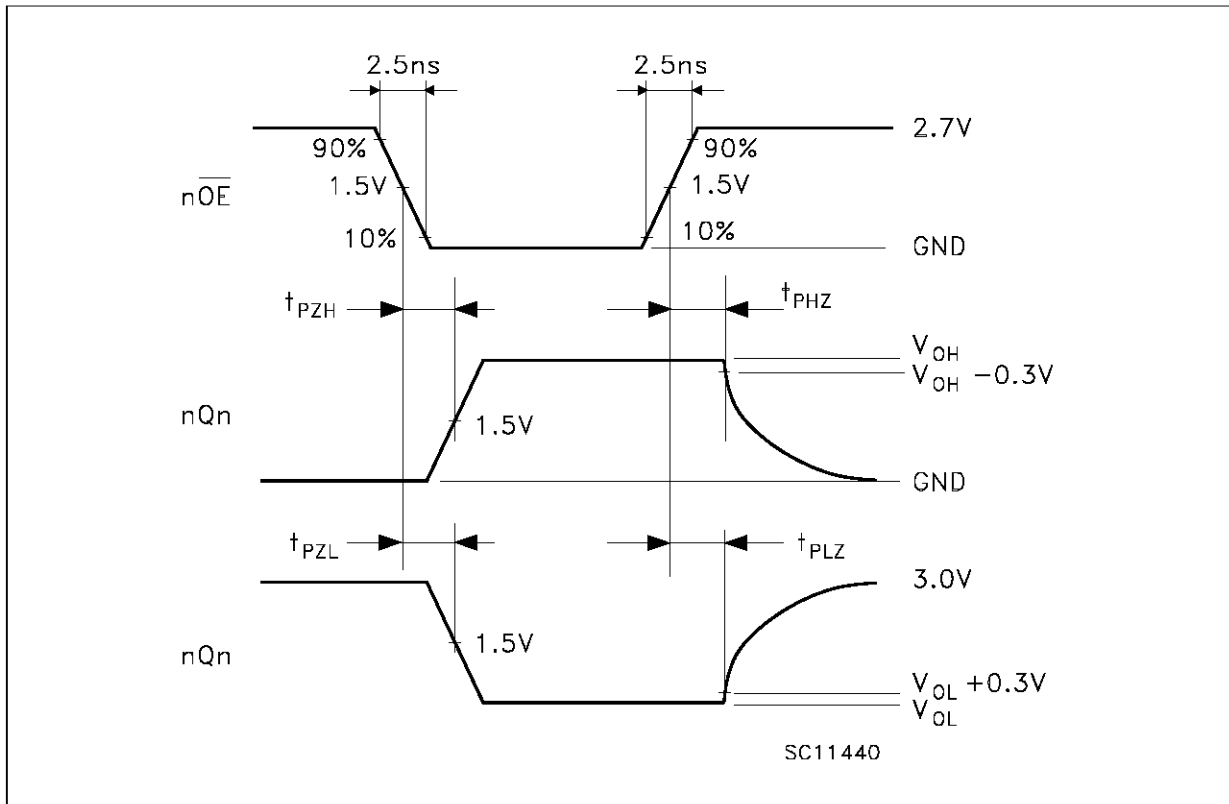 2.5ns 2.5ns
2.7V
90% 90%
nO̅E̅ 1.5V 1.5V
10% 10%
GND
tPZH tPHZ
VOH
VOH −0.3V
nQn 1.5V
GND
tPZL tPLZ
3.0V
nQn 1.5V
VOL +0.3V
VOL
SC11440